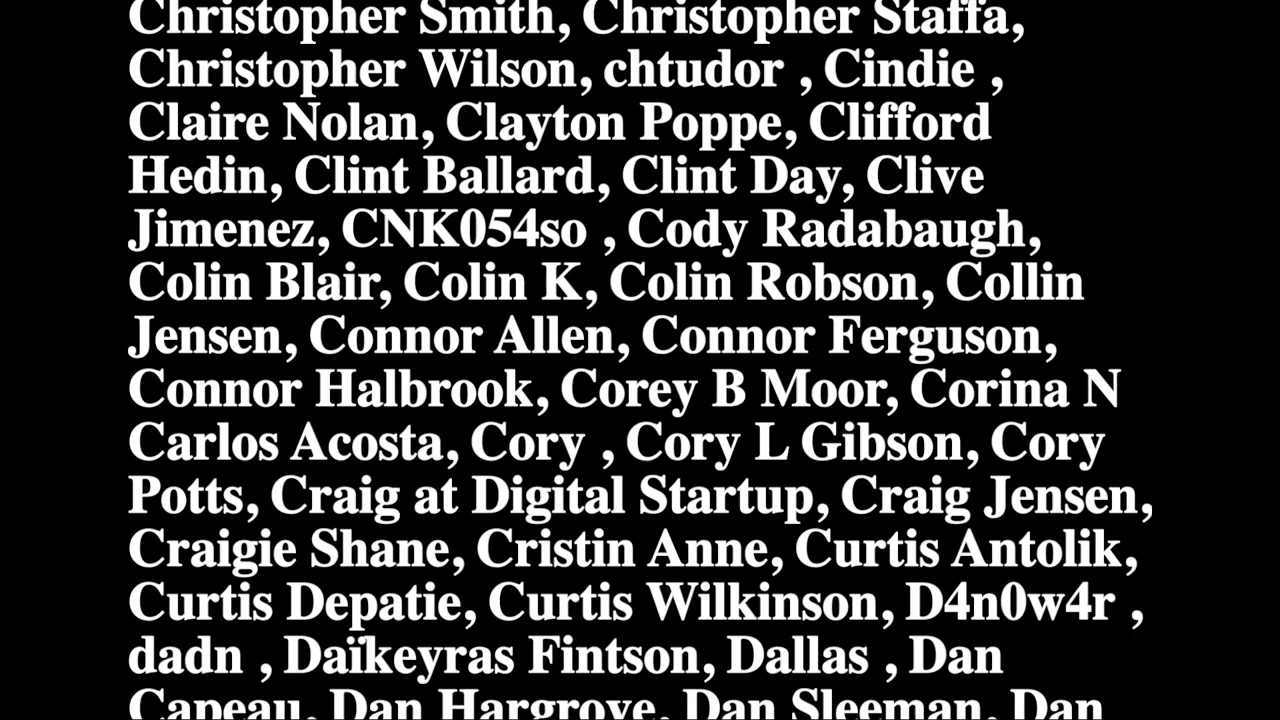 Christopher Smith, Christopher Staffa,
Christopher Wilson, chtudor , Cindie ,
Claire Nolan, Clayton Poppe, Clifford
Hedin, Clint Ballard, Clint Day, Clive
Jimenez, CNK054so , Cody Radabaugh,
Colin Blair, Colin K, Colin Robson, Collin
Jensen, Connor Allen, Connor Ferguson,
Connor Halbrook, Corey B Moor, Corina N
Carlos Acosta, Cory , Cory L Gibson, Cory
Potts, Craig at Digital Startup, Craig Jensen,
Craigie Shane, Cristin Anne, Curtis Antolik,
Curtis Depatie, Curtis Wilkinson, D4n0w4r ,
dadn , Daïkeyras Fintson, Dallas , Dan
Capeau, Dan Hargrove, Dan Sleeman, Dan